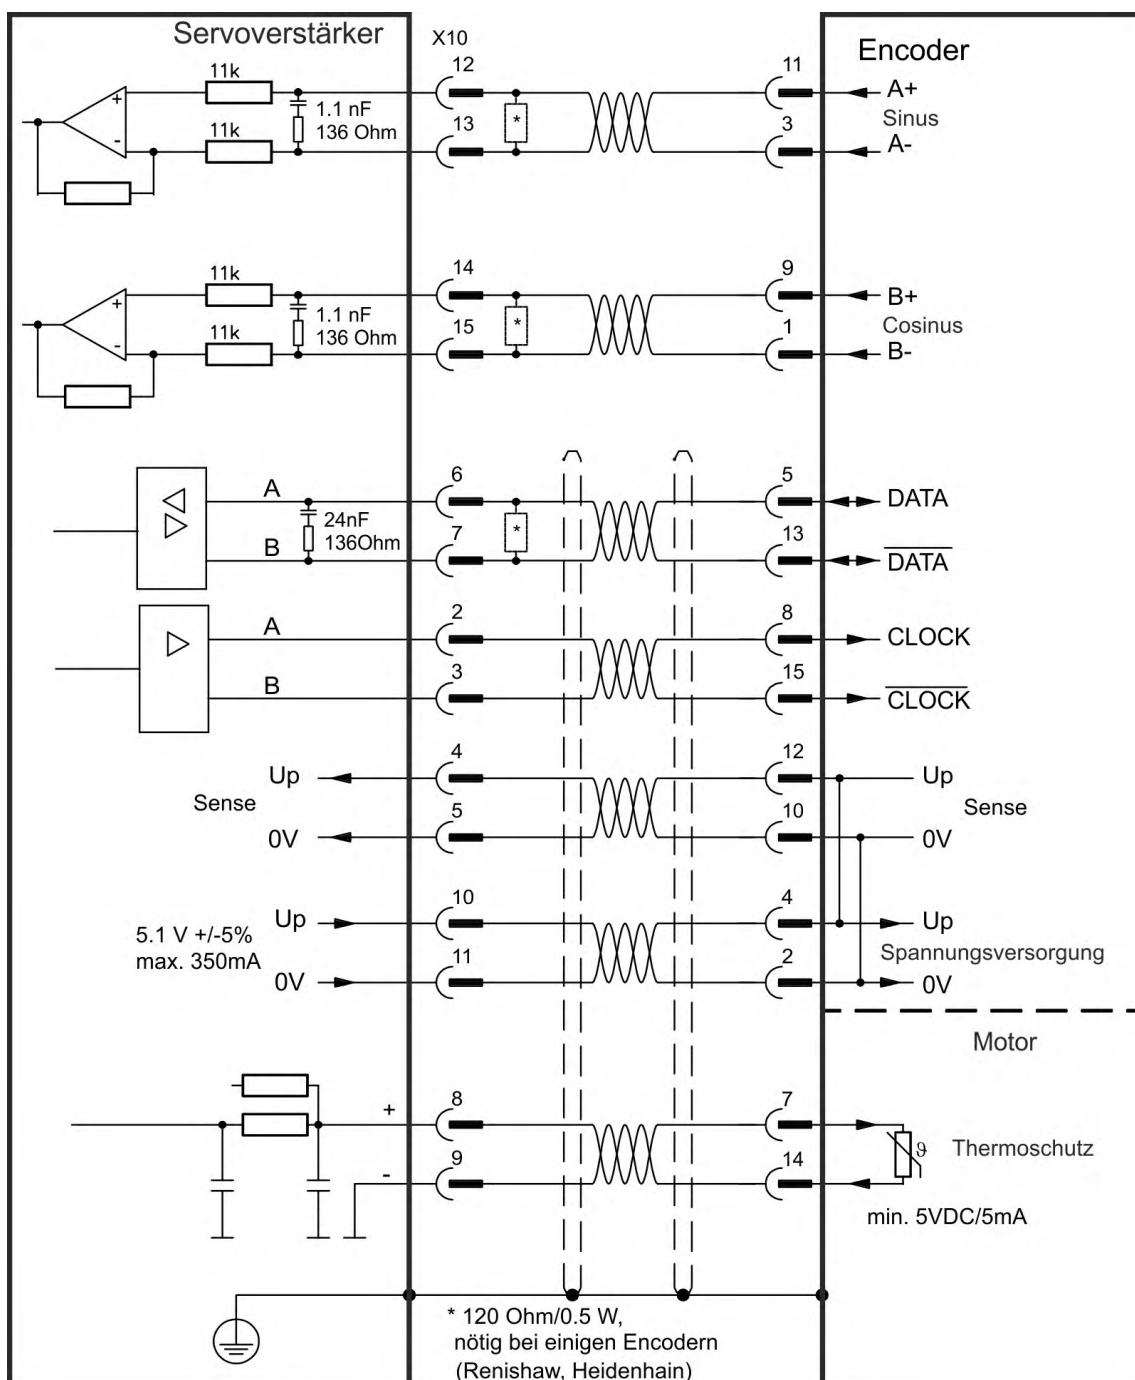 Servoverstärker
X10
Encoder
11k
12
11
A+
+
1.1 nF
*
Sinus
11k
136 Ohm
13
3
A-
-
11k
14
9
B+
+
1.1 nF
*
Cosinus
11k
136 Ohm
15
1
B-
-
A
6
5
DATA
24nF
*
136Ohm
B
7
13
DATA
A
2
8
CLOCK
B
3
15
CLOCK
Up
4
12
Up
Sense
Sense
0V
5
10
0V
Up
10
4
Up
5.1 V +/-5%
max. 350mA
Spannungsversorgung
0V
11
2
0V
Motor
+
8
7
ϑ
Thermoschutz
-
9
14
min. 5VDC/5mA
* 120 Ohm/0.5 W,
nötig bei einigen Encodern
(Renishaw, Heidenhain)